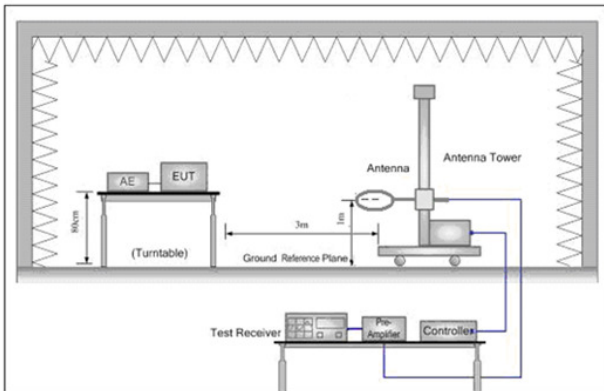 Antenna Tower
Antenna
AE
EUT
80cm
1m
3m
(Turntable)
Ground Reference Plane
Test Receiver
Pre-
Amplifier
Controller